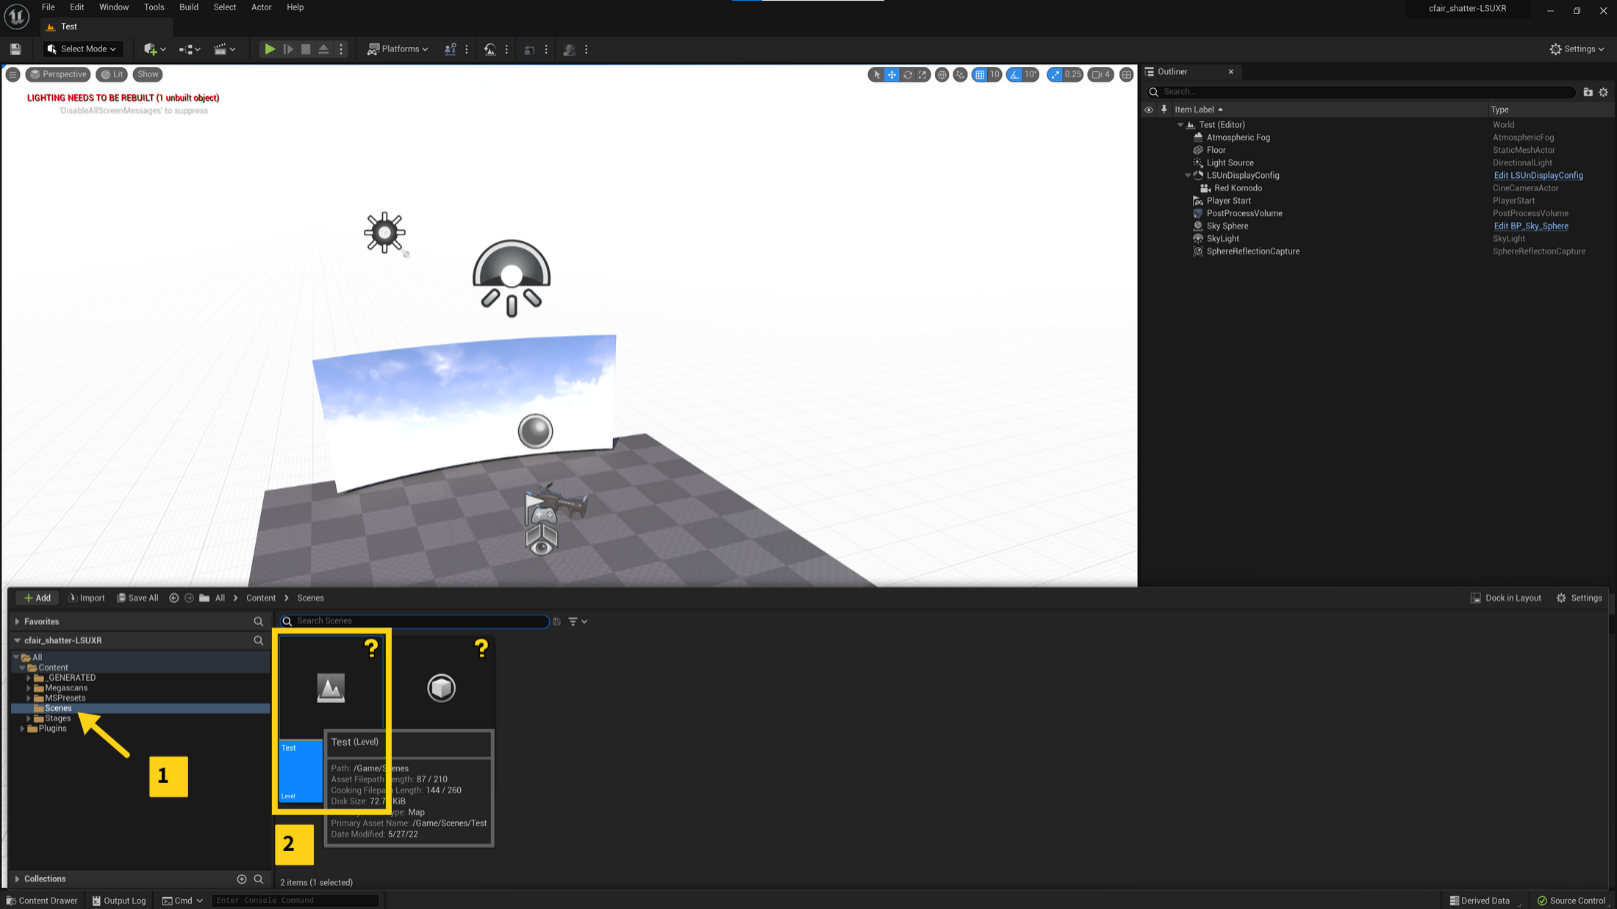 File Edit Window Tools Build Select Actor Help
cfair_shatter-LSUXR
Test
Select Mode
Platforms
Settings
Perspective Lit Show
10 10° 0.25 4
LIGHTING NEEDS TO BE REBUILT (1 unbuilt object)
'DisableAllScreenMessages' to suppress
Outliner
Search...
Item Label Type
Test (Editor) World
Atmospheric Fog AtmosphericFog
Floor StaticMeshActor
Light Source DirectionalLight
LSUnDisplayConfig Edit LSUnDisplayConfig
Red Komodo CineCameraActor
Player Start PlayerStart
PostProcessVolume PostProcessVolume
Sky Sphere Edit BP_Sky_Sphere
SkyLight SkyLight
SphereReflectionCapture SphereReflectionCapture
+ Add Import Save All All > Content > Scenes
Dock in Layout Settings
Favorites
cfair_shatter-LSUXR
All
Content
_GENERATED
Megascans
MSPresets
Scenes
Stages
Plugins
1
Collections
Search Scenes
? ?
Test
Level
Test (Level)
Path: /Game/Scenes
Asset Filepath Length: 87 / 210
Cooking Filepath Length: 144 / 260
Disk Size: 72.7 KiB
Type: Map
Primary Asset Name: /Game/Scenes/Test
Date Modified: 5/27/22
2
2 items (1 selected)
Content Drawer Output Log Cmd Enter Console Command
Derived Data Source Control